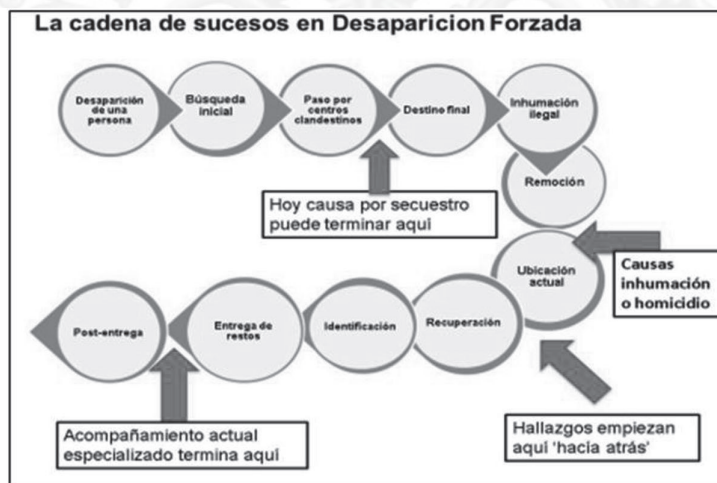 La cadena de sucesos en Desaparicion Forzada
Desaparición
de una
persona
Búsqueda
inicial
Paso por
centros
clandestinos
Destino final
Inhumación
ilegal
Remoción
Hoy causa por secuestro
puede terminar aquí
Ubicación
actual
Causas
inhumación
o homicidio
Recuperación
Identificación
Entrega de
restos
Post-entrega
Acompañamiento actual
especializado termina aquí
Hallazgos empiezan
aquí 'hacia atrás'